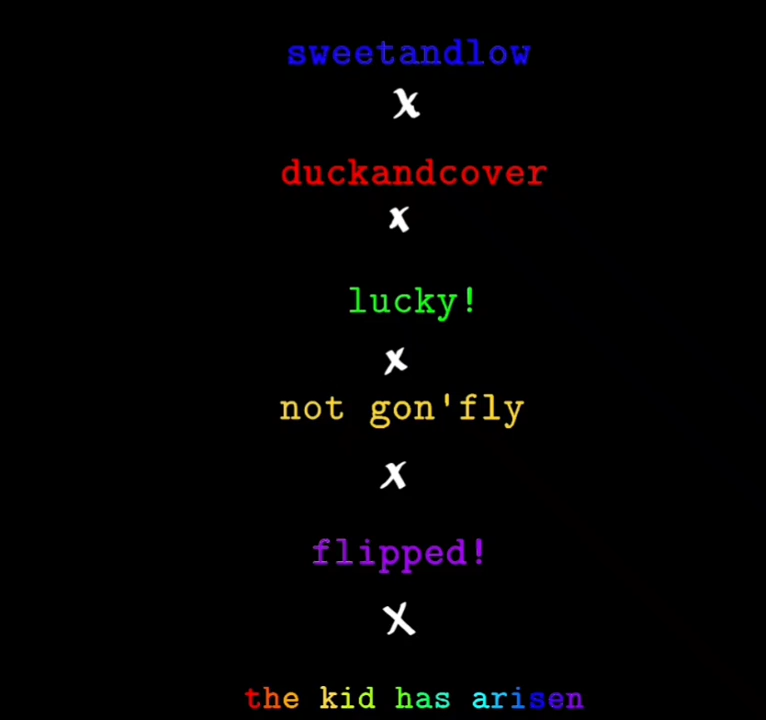 sweetandlow
x
duckandcover
x
lucky!
x
not gon'fly
x
flipped!
X
the kid has arisen